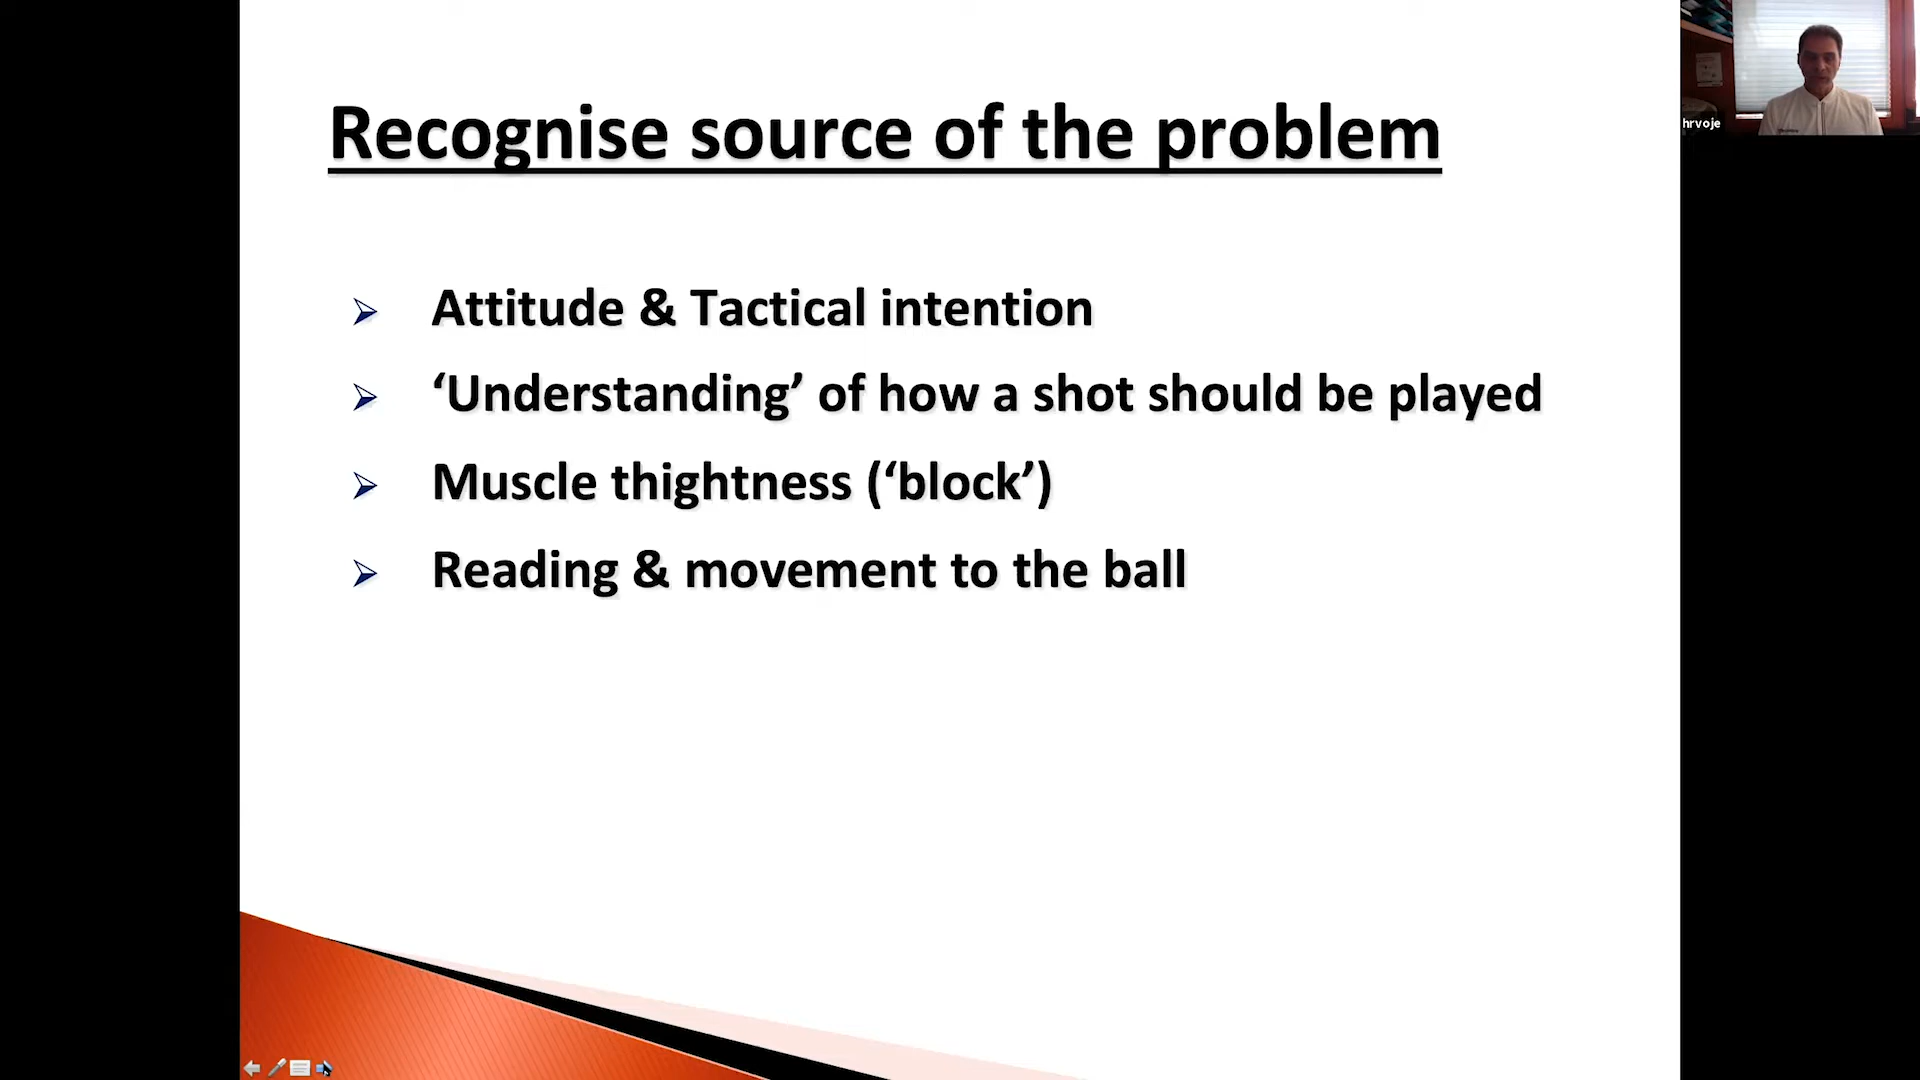 Recognise source of the problem
Attitude & Tactical intention
‘Understanding’ of how a shot should be played
Muscle thightness (‘block’)
Reading & movement to the ball
hrvoje